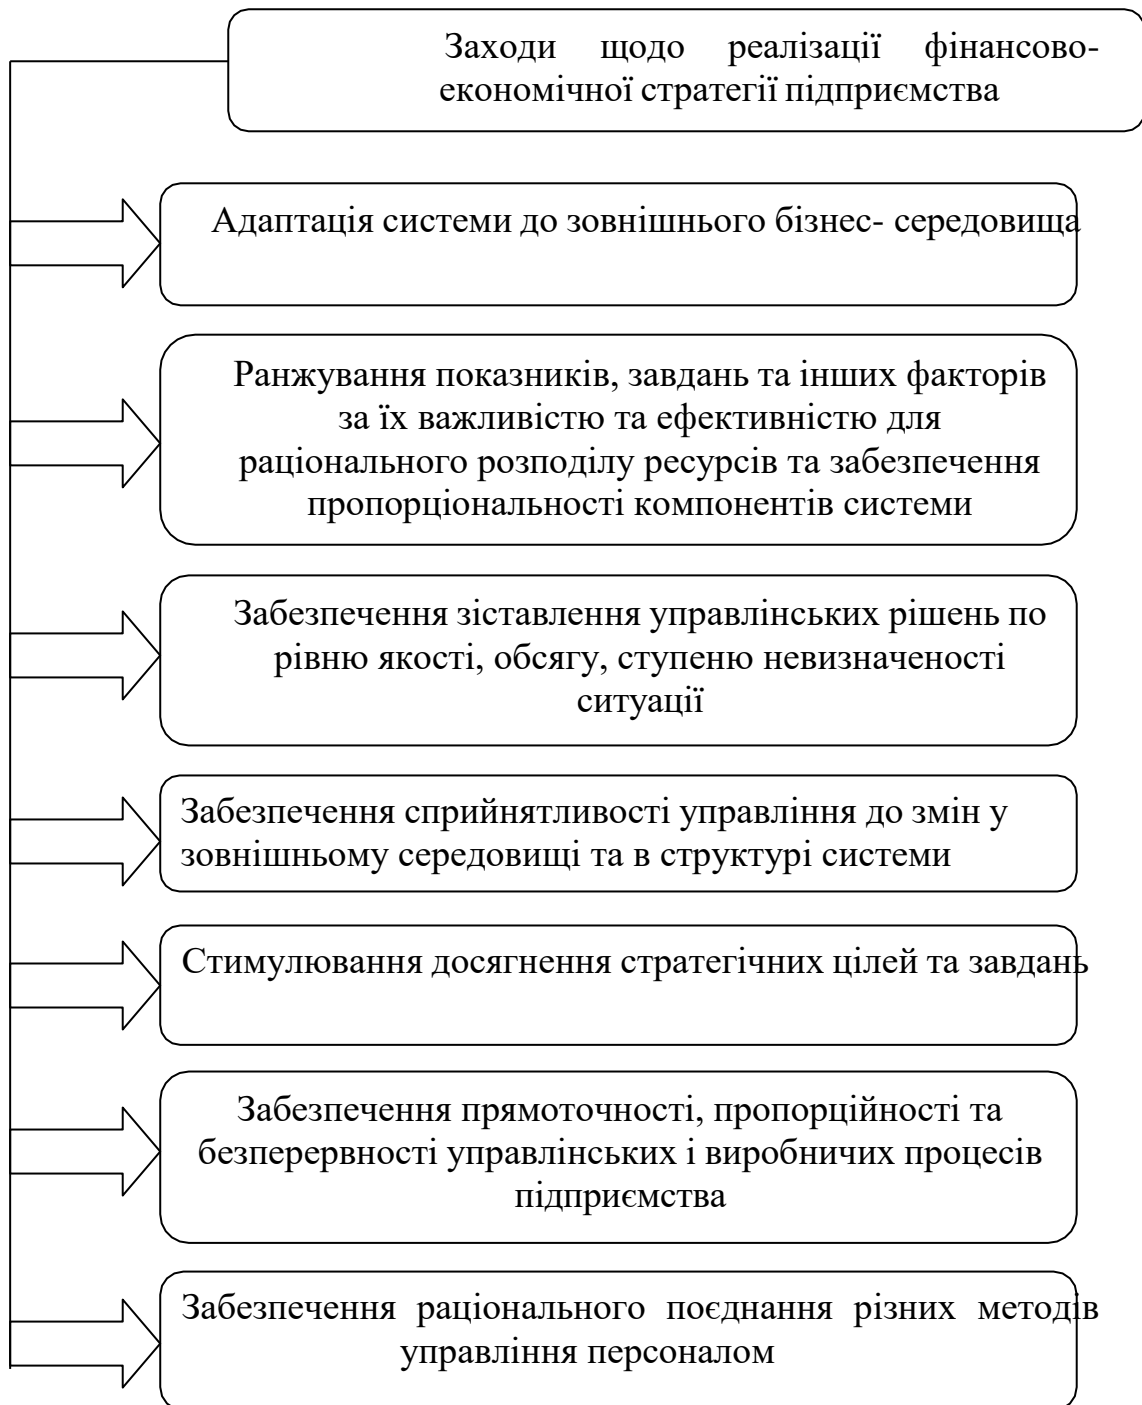 Заходи щодо реалізації фінансово-
економічної стратегії підприємства
Адаптація системи до зовнішнього бізнес- середовища
Ранжування показників, завдань та інших факторів
за їх важливістю та ефективністю для
раціонального розподілу ресурсів та забезпечення
пропорціональності компонентів системи
Забезпечення зіставлення управлінських рішень по
рівню якості, обсягу, ступеню невизначеності
ситуації
Забезпечення сприйнятливості управління до змін у
зовнішньому середовищі та в структурі системи
Стимулювання досягнення стратегічних цілей та завдань
Забезпечення прямоточності, пропорційності та
безперервності управлінських і виробничих процесів
підприємства
Забезпечення раціонального поєднання різних методів
управління персоналом